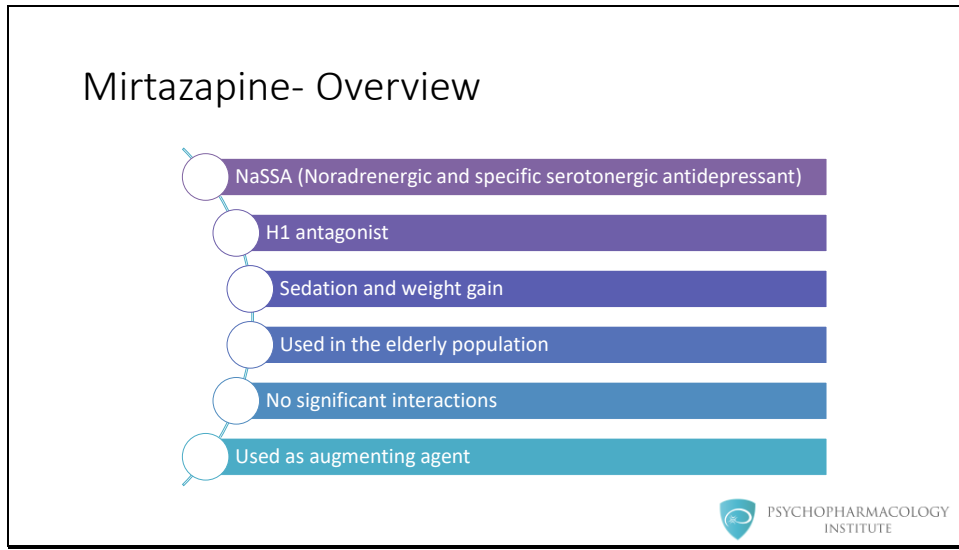 Mirtazapine- Overview
NaSSA (Noradrenergic and specific serotonergic antidepressant)
H1 antagonist
Sedation and weight gain
Used in the elderly population
No significant interactions
Used as augmenting agent
PSYCHOPHARMACOLOGY
INSTITUTE